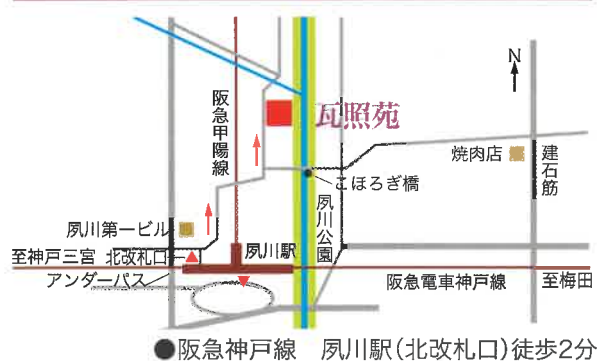 N
阪急甲陽線
瓦照苑
焼肉店
建石筋
こほろぎ橋
夙川公園
夙川第一ビル
夙川駅
至神戸三宮 北改札口
アンダーパス
阪急電車神戸線
至梅田
●阪急神戸線 夙川駅(北改札口)徒歩2分